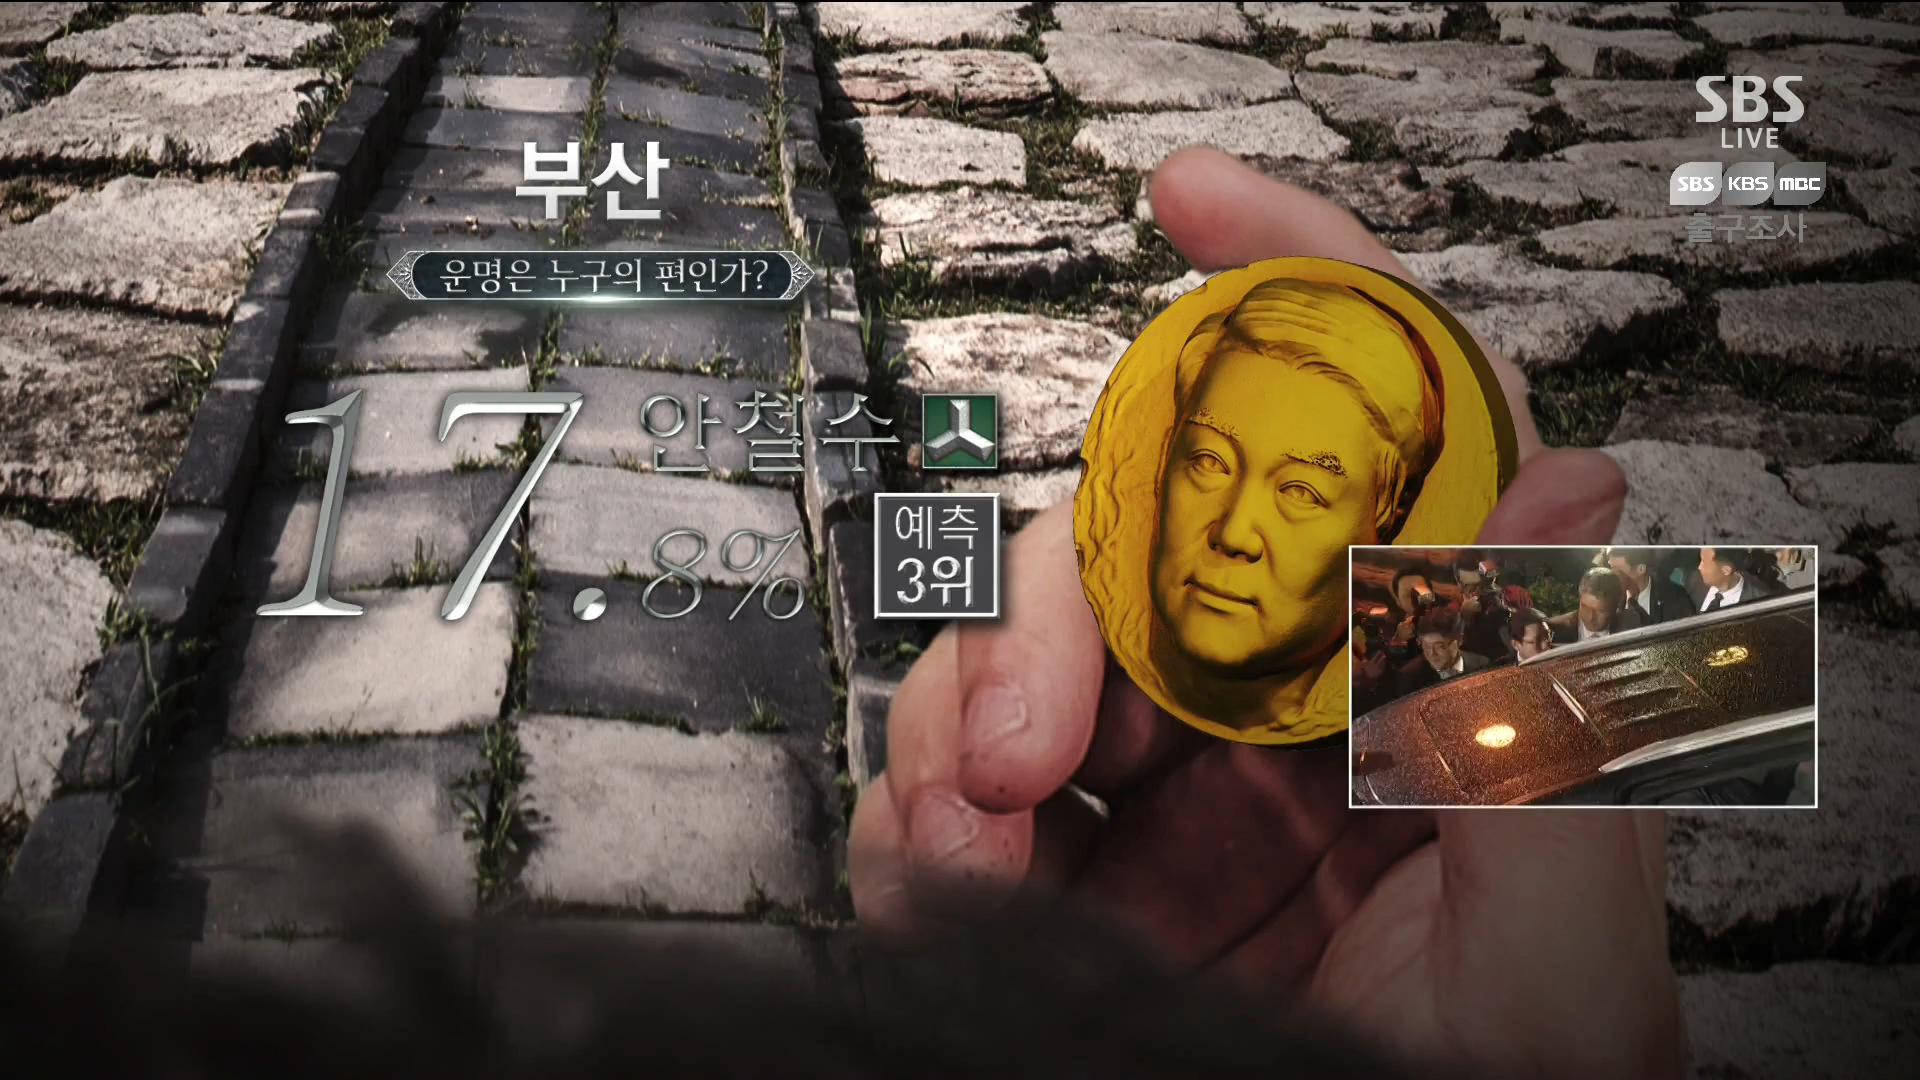 부산
운명은 누구의 편인가?
17.8%
안철수
예측
3위
SBS
LIVE
SBS KBS MBC
출구조사